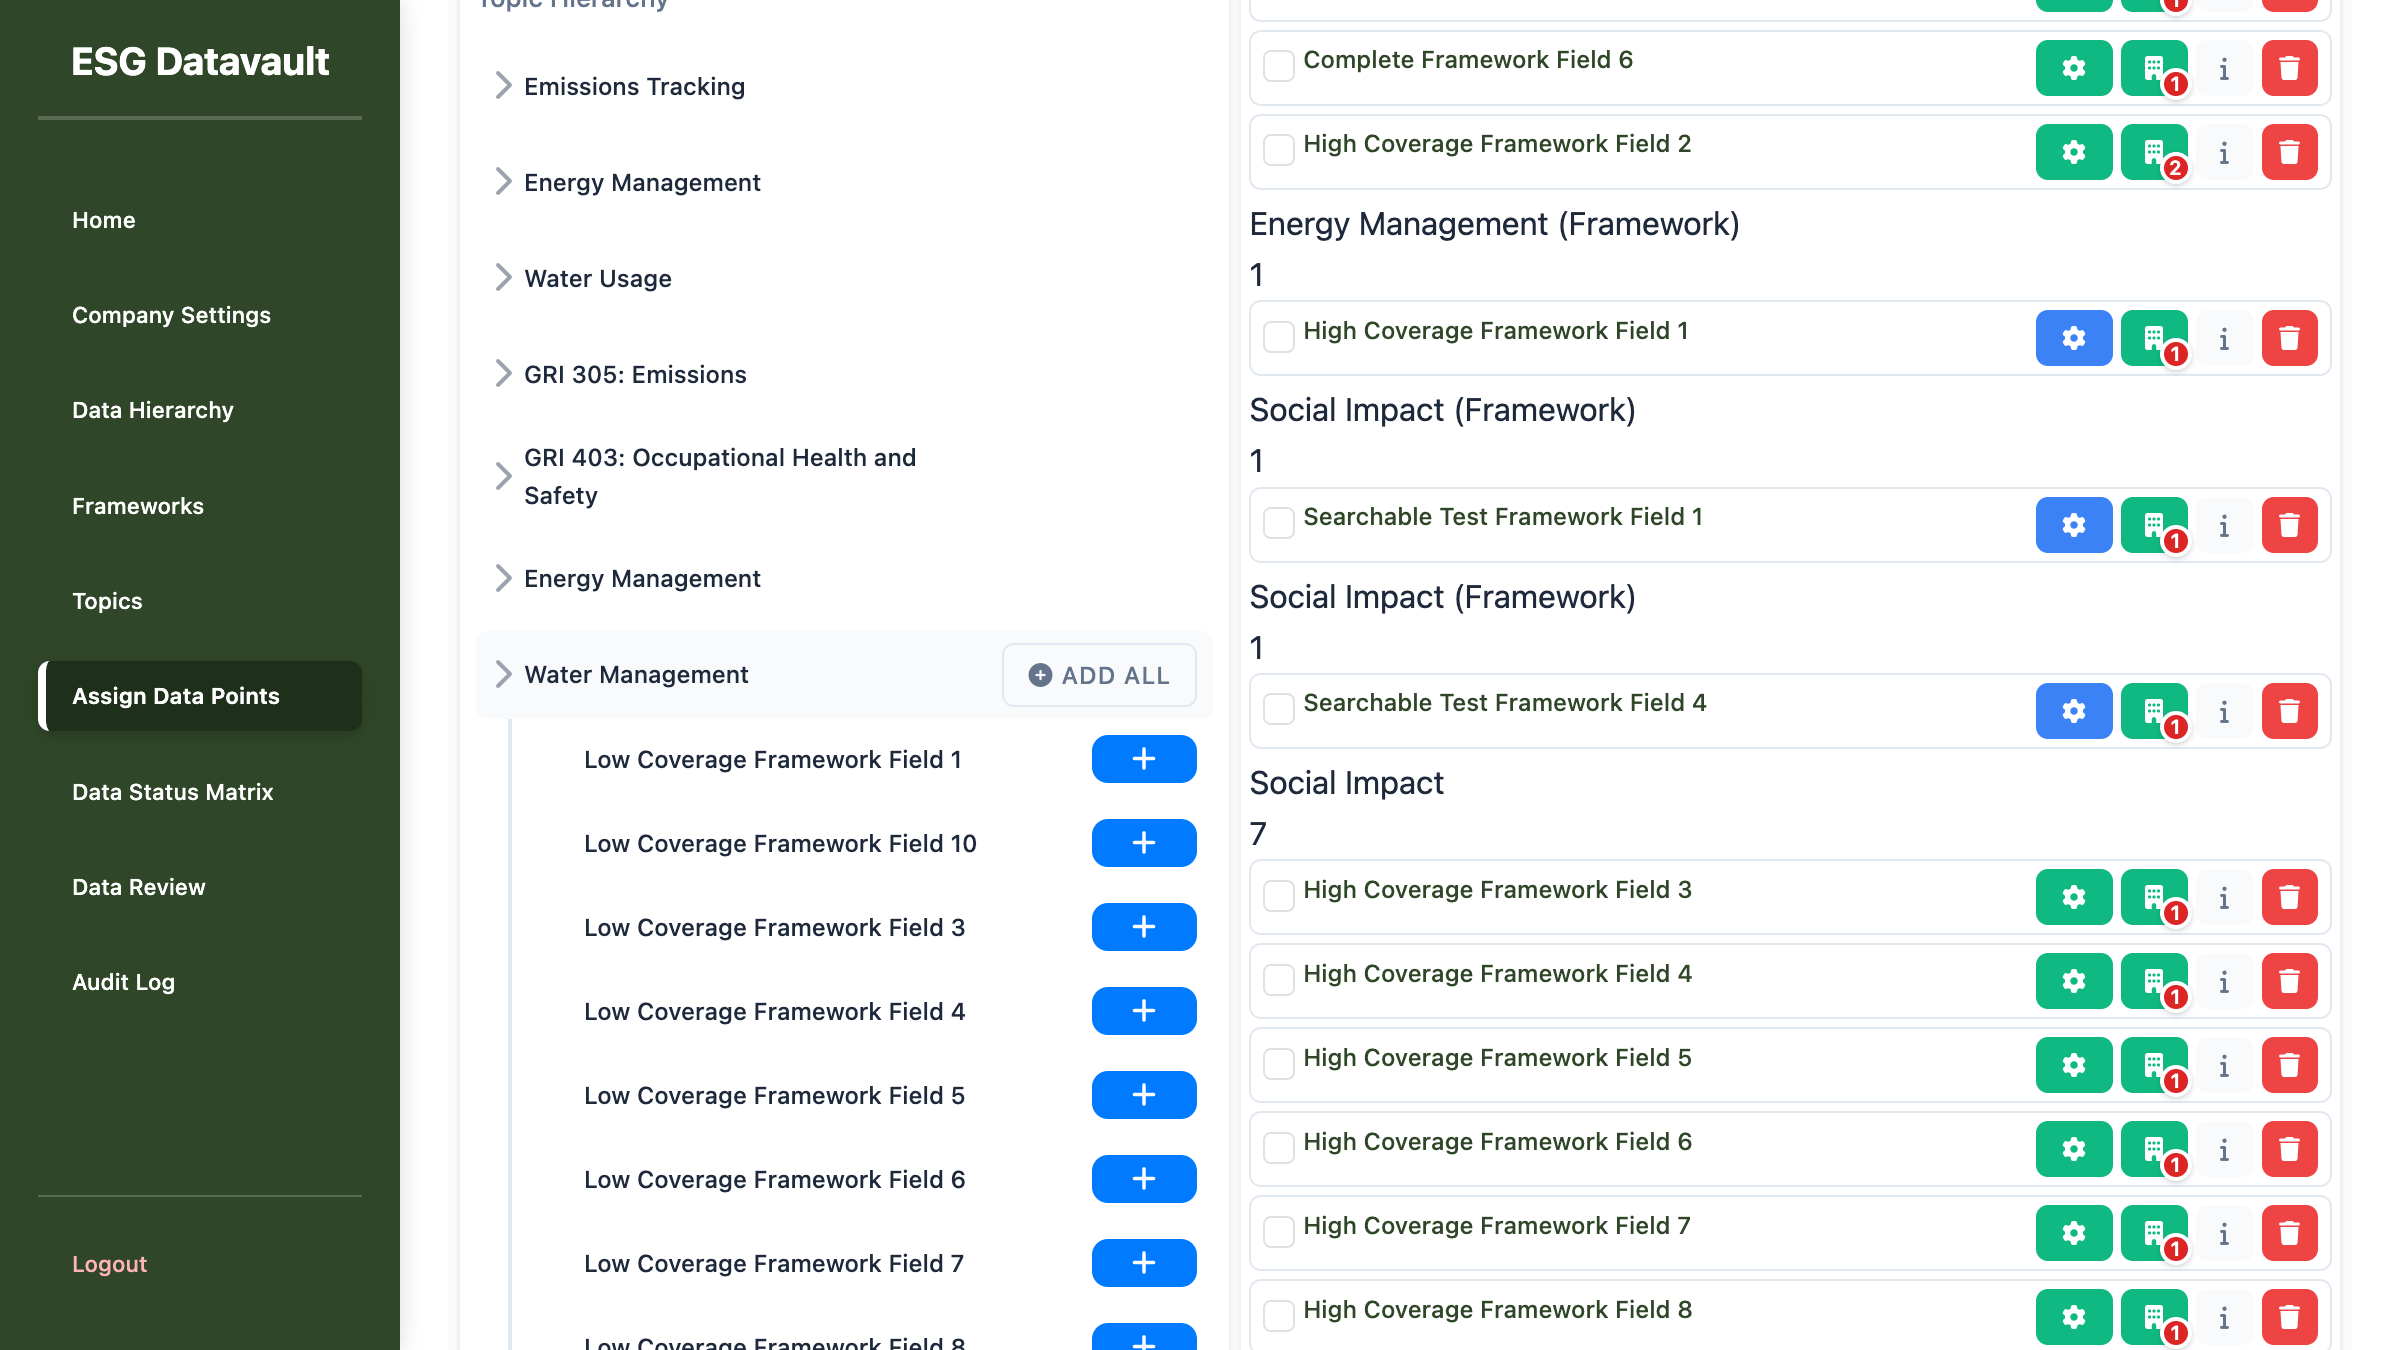 ESG Datavault
Home
Company Settings
Data Hierarchy
Frameworks
Topics
Assign Data Points
Data Status Matrix
Data Review
Audit Log
Logout
Topic Hierarchy
Emissions Tracking
Energy Management
Water Usage
GRI 305: Emissions
GRI 403: Occupational Health and
Safety
Energy Management
Water Management
ADD ALL
Low Coverage Framework Field 1
Low Coverage Framework Field 10
Low Coverage Framework Field 3
Low Coverage Framework Field 4
Low Coverage Framework Field 5
Low Coverage Framework Field 6
Low Coverage Framework Field 7
Low Coverage Framework Field 8
1
Complete Framework Field 6
1
High Coverage Framework Field 2
2
Energy Management (Framework)
1
High Coverage Framework Field 1
1
Social Impact (Framework)
1
Searchable Test Framework Field 1
1
Social Impact (Framework)
1
Searchable Test Framework Field 4
1
Social Impact
7
High Coverage Framework Field 3
1
High Coverage Framework Field 4
1
High Coverage Framework Field 5
1
High Coverage Framework Field 6
1
High Coverage Framework Field 7
1
High Coverage Framework Field 8
1